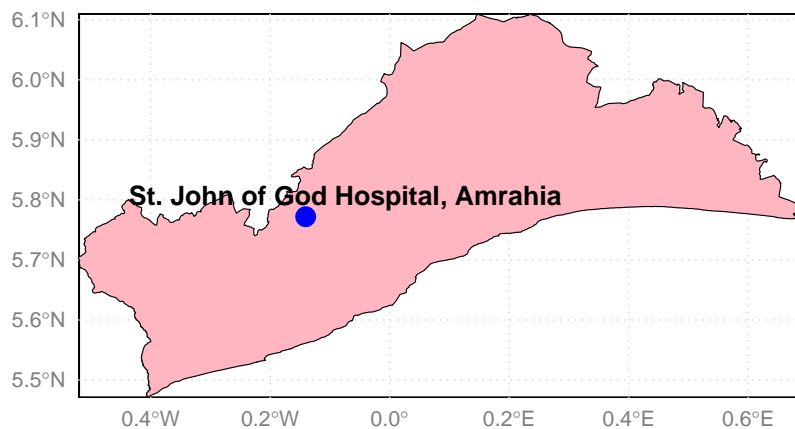 6.1°N
6.0°N
5.9°N
St. John of God Hospital, Amrahia
5.8°N
5.7°N
5.6°N
5.5°N
0.4°W 0.2°W 0.0° 0.2°E 0.4°E 0.6°E